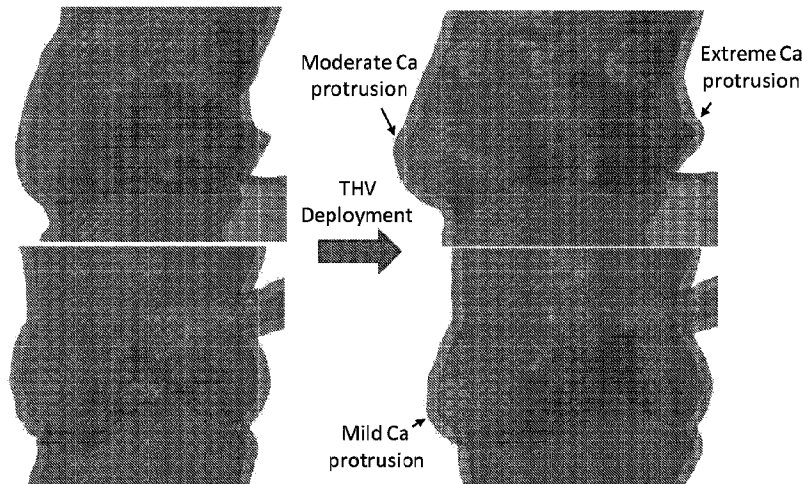 Moderate Ca
protrusion
Extreme Ca
protrusion
THV
Deployment
Mild Ca
protrusion